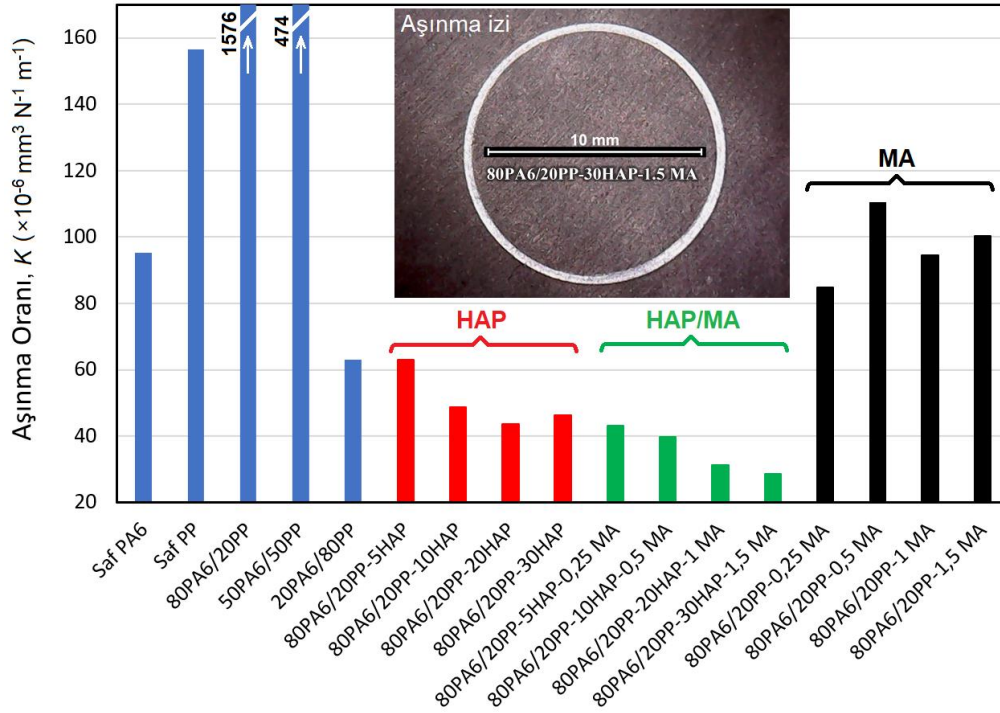 Aşınma Oranı, K (×10⁻⁶ mm³ N⁻¹ m⁻¹)
160
140
120
100
80
60
40
20
1576
474
Aşınma izi
10 mm
80PA6/20PP-30HAP-1.5 MA
HAP
HAP/MA
MA
Saf PA6
Saf PP
80PA6/20PP
50PA6/50PP
20PA6/80PP
80PA6/20PP-5HAP
80PA6/20PP-10HAP
80PA6/20PP-20HAP
80PA6/20PP-30HAP
80PA6/20PP-5HAP-0,25 MA
80PA6/20PP-10HAP-0,5 MA
80PA6/20PP-20HAP-1 MA
80PA6/20PP-30HAP-1,5 MA
80PA6/20PP-0,25 MA
80PA6/20PP-0,5 MA
80PA6/20PP-1 MA
80PA6/20PP-1,5 MA